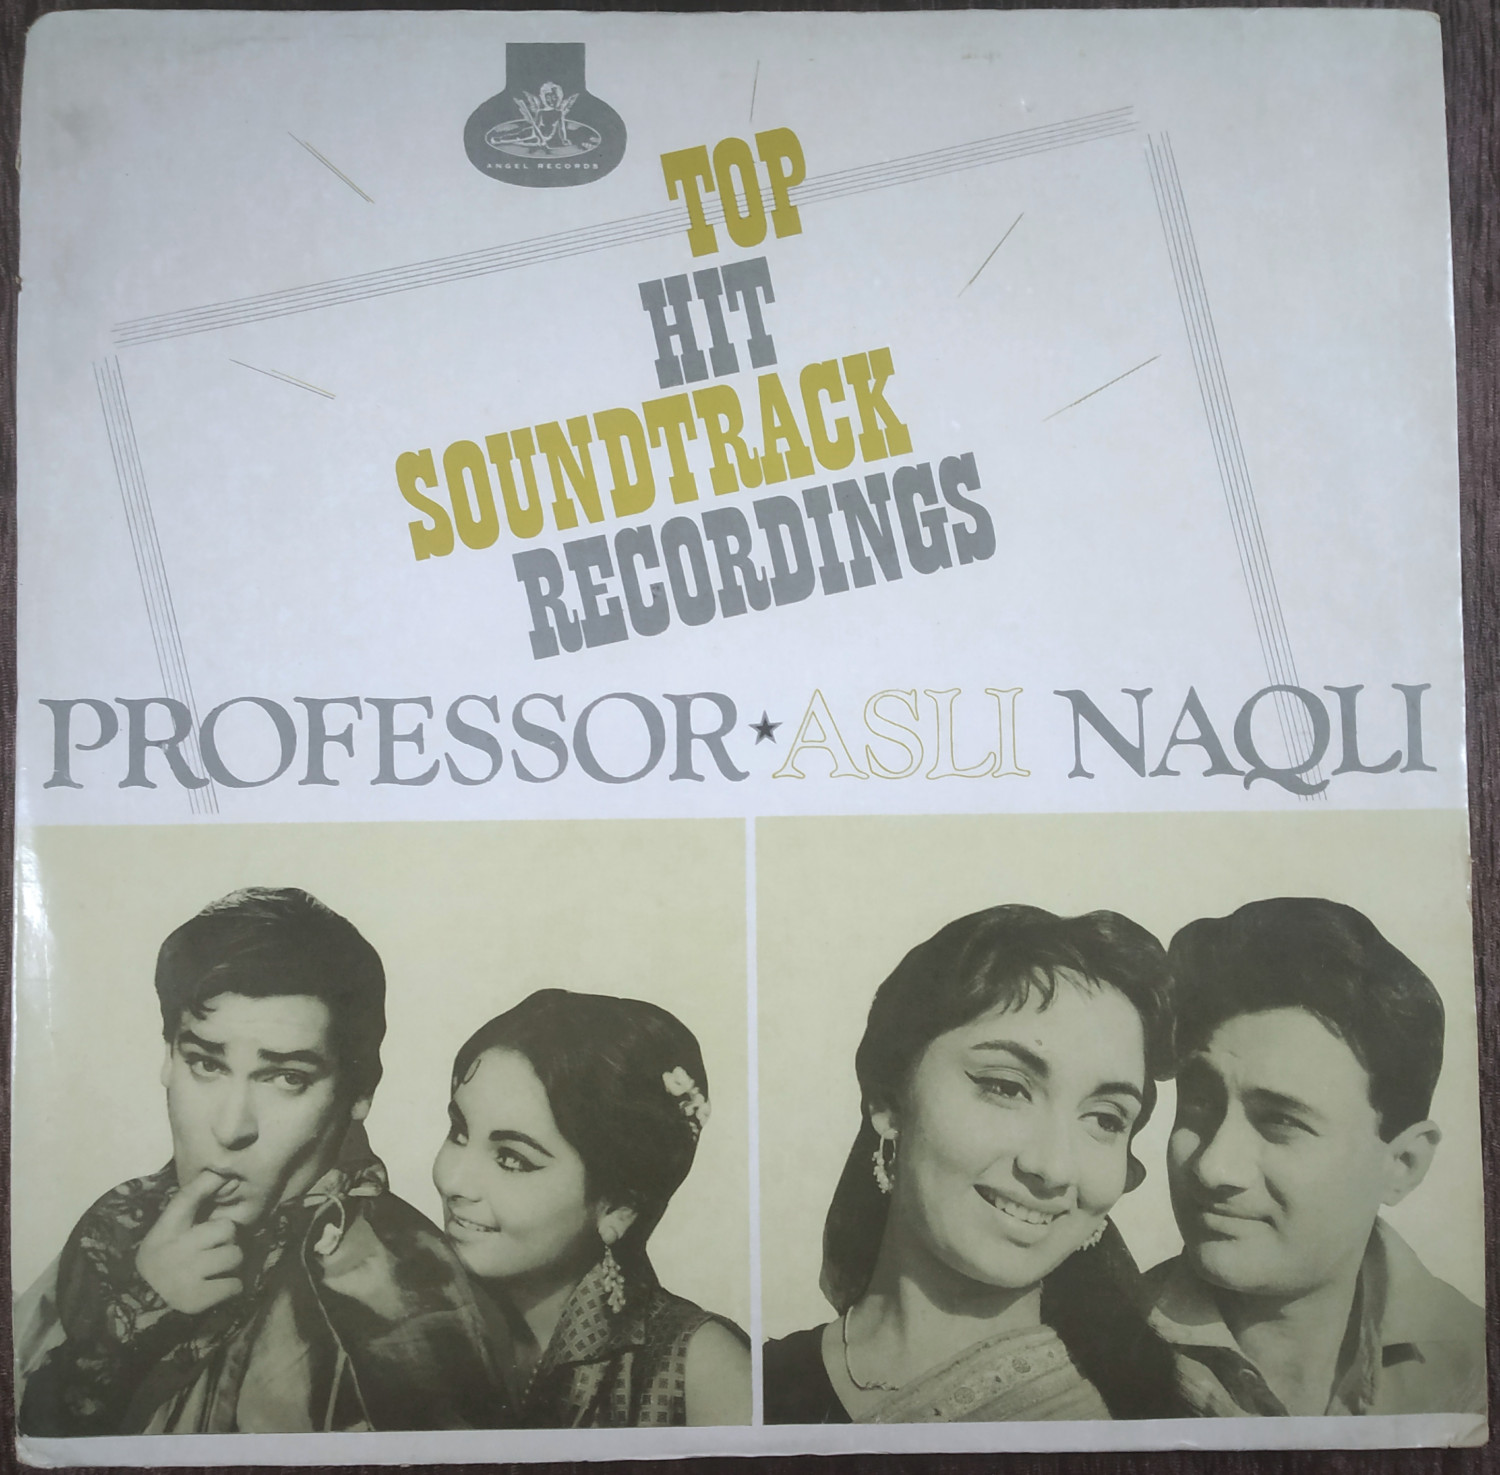 ANGEL RECORDS
TOP
HIT
SOUNDTRACK
RECORDINGS
PROFESSOR★ASLI NAQLI